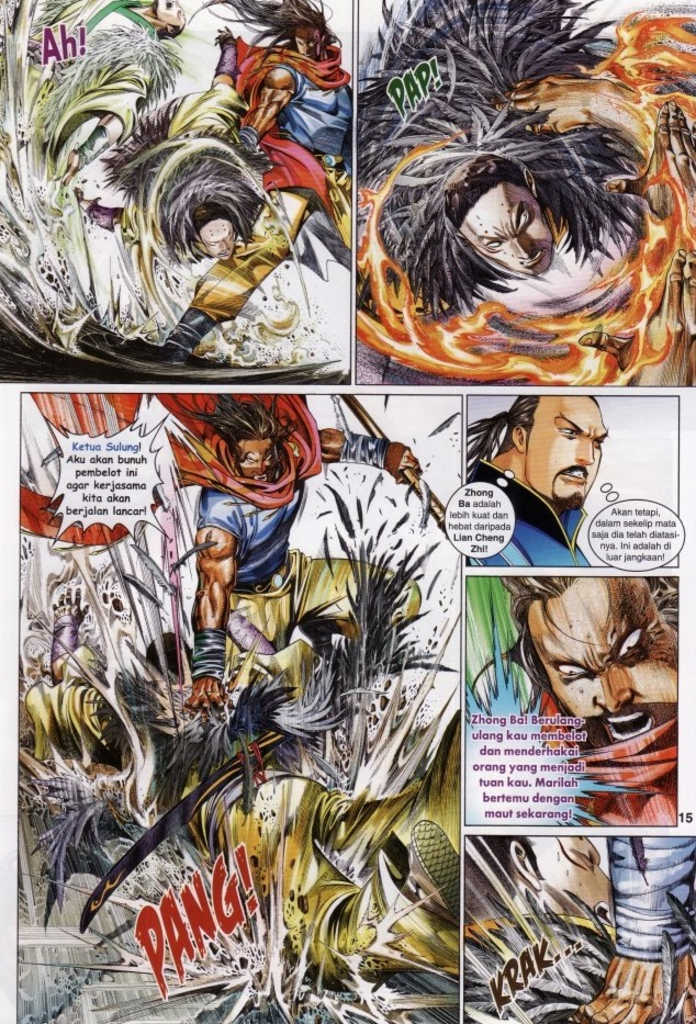 Ah!
PAP!
Ketua Sulung!
Aku akan bunuh
pembelot ini
agar kerjasama
kita akan
berjalan lancar!
Zhong
Ba adalah
lebih kuat dan
hebat daripada
Lian Cheng
Zhi!
Akan tetapi,
dalam sekelip mata
saja dia telah diatasi-
nya. Ini adalah di
luar jangkaan!
Zhong Ba! Berulang-
ulang kau membelot
dan menderhakai
orang yang menjadi
tuan kau. Marilah
bertemu dengan
maut sekarang!
15
PANG!
KRAK...